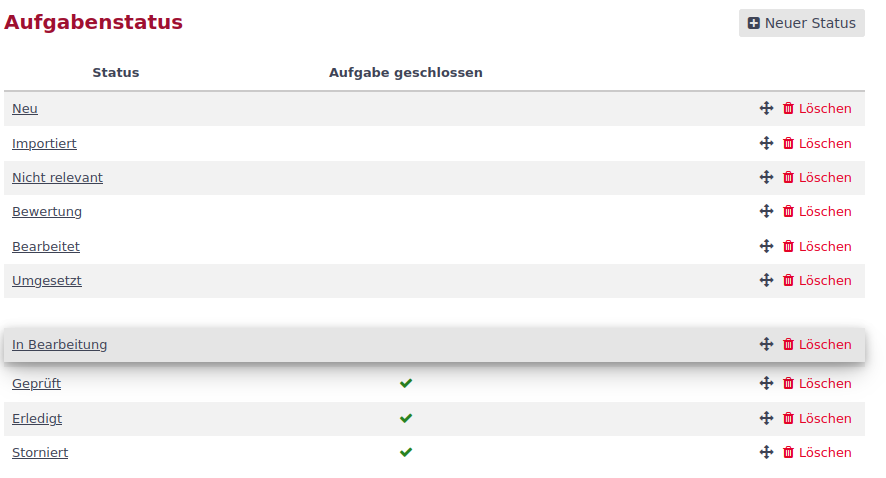 Aufgabenstatus
Neuer Status
Status Aufgabe geschlossen
Neu Löschen
Importiert Löschen
Nicht relevant Löschen
Bewertung Löschen
Bearbeitet Löschen
Umgesetzt Löschen
In Bearbeitung Löschen
Geprüft Löschen
Erledigt Löschen
Storniert Löschen